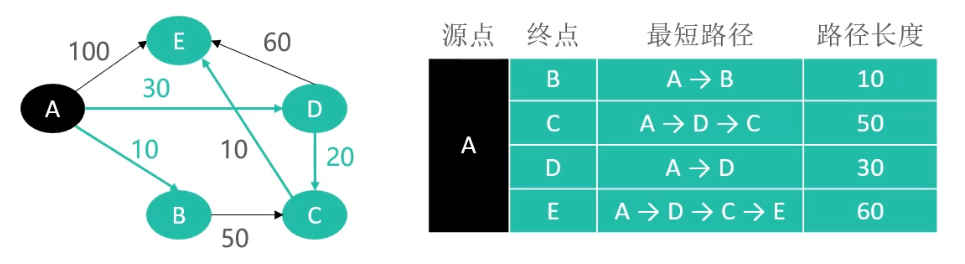 E
100
60
A
30
D
10
10
20
B
C
50
源点 终点 最短路径 路径长度
A
B A → B 10
C A → D → C 50
D A → D 30
E A → D → C → E 60